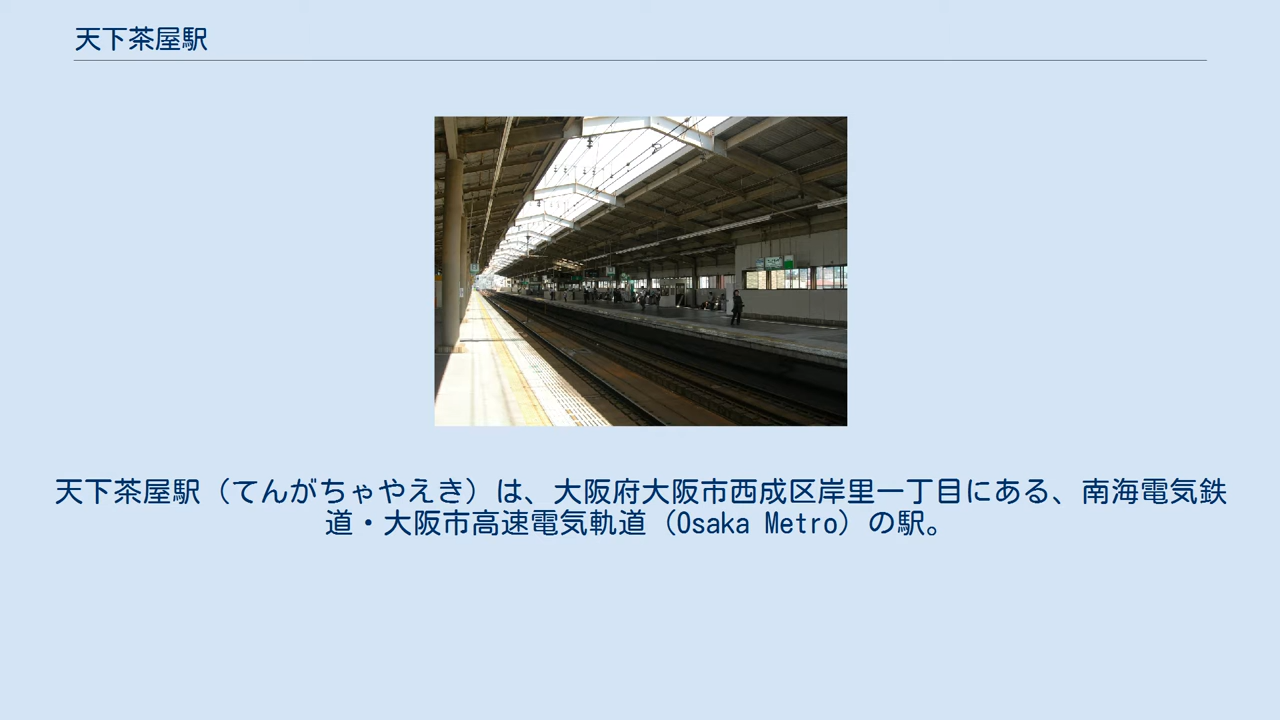 天下茶屋駅
天下茶屋駅（てんがちゃやえき）は、大阪府大阪市西成区岸里一丁目にある、南海電気鉄
道・大阪市高速電気軌道（Osaka Metro）の駅。